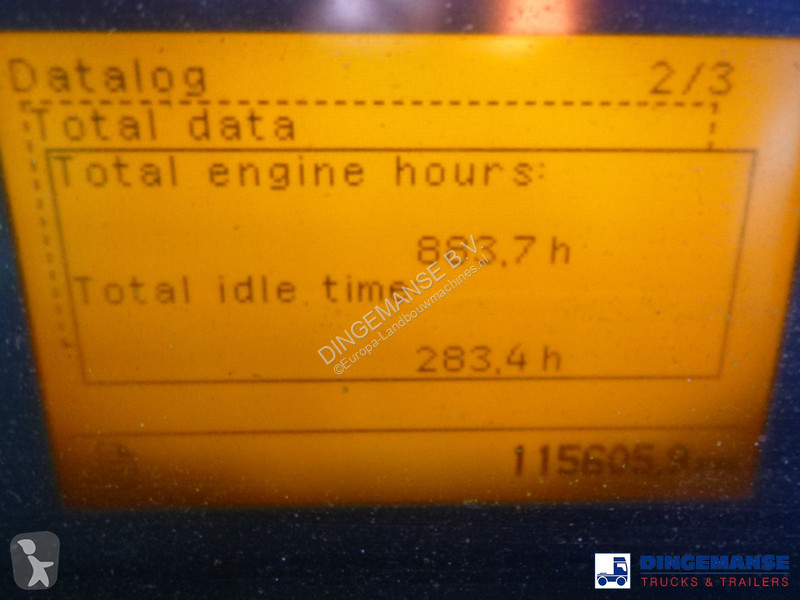 Datalog 2/3
Total data
Total engine hours:
853,7 h
Total idle time
283,4 h
115605,9
DINGEMANSE B.V.
©Europa-Landbouwmachines.nl
DINGEMANSE
TRUCKS & TRAILERS